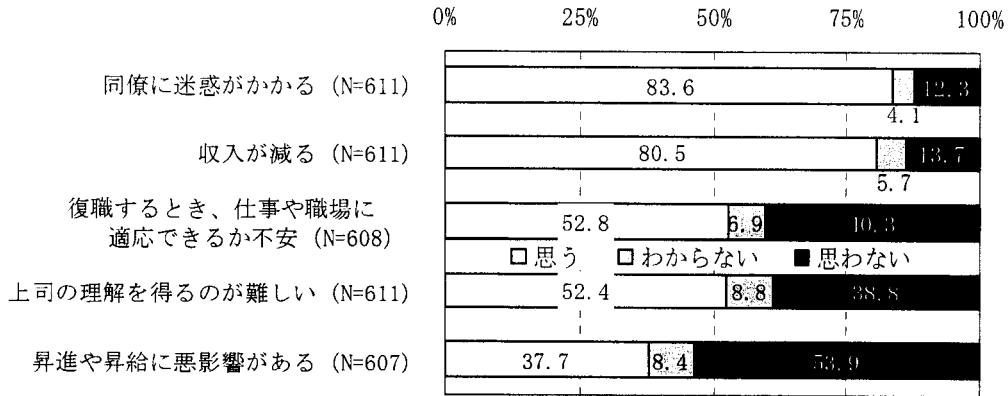 0% 25% 50% 75% 100%
同僚に迷惑がかかる (N=611) 83.6 12.3
4.1
収入が減る (N=611) 80.5 13.7
5.7
復職するとき、仕事や職場に
適応できるか不安 (N=608) 52.8 6.9 40.3
思う わからない 思わない
上司の理解を得るのが難しい (N=611) 52.4 8.8 38.8
昇進や昇給に悪影響がある (N=607) 37.7 8.4 53.9